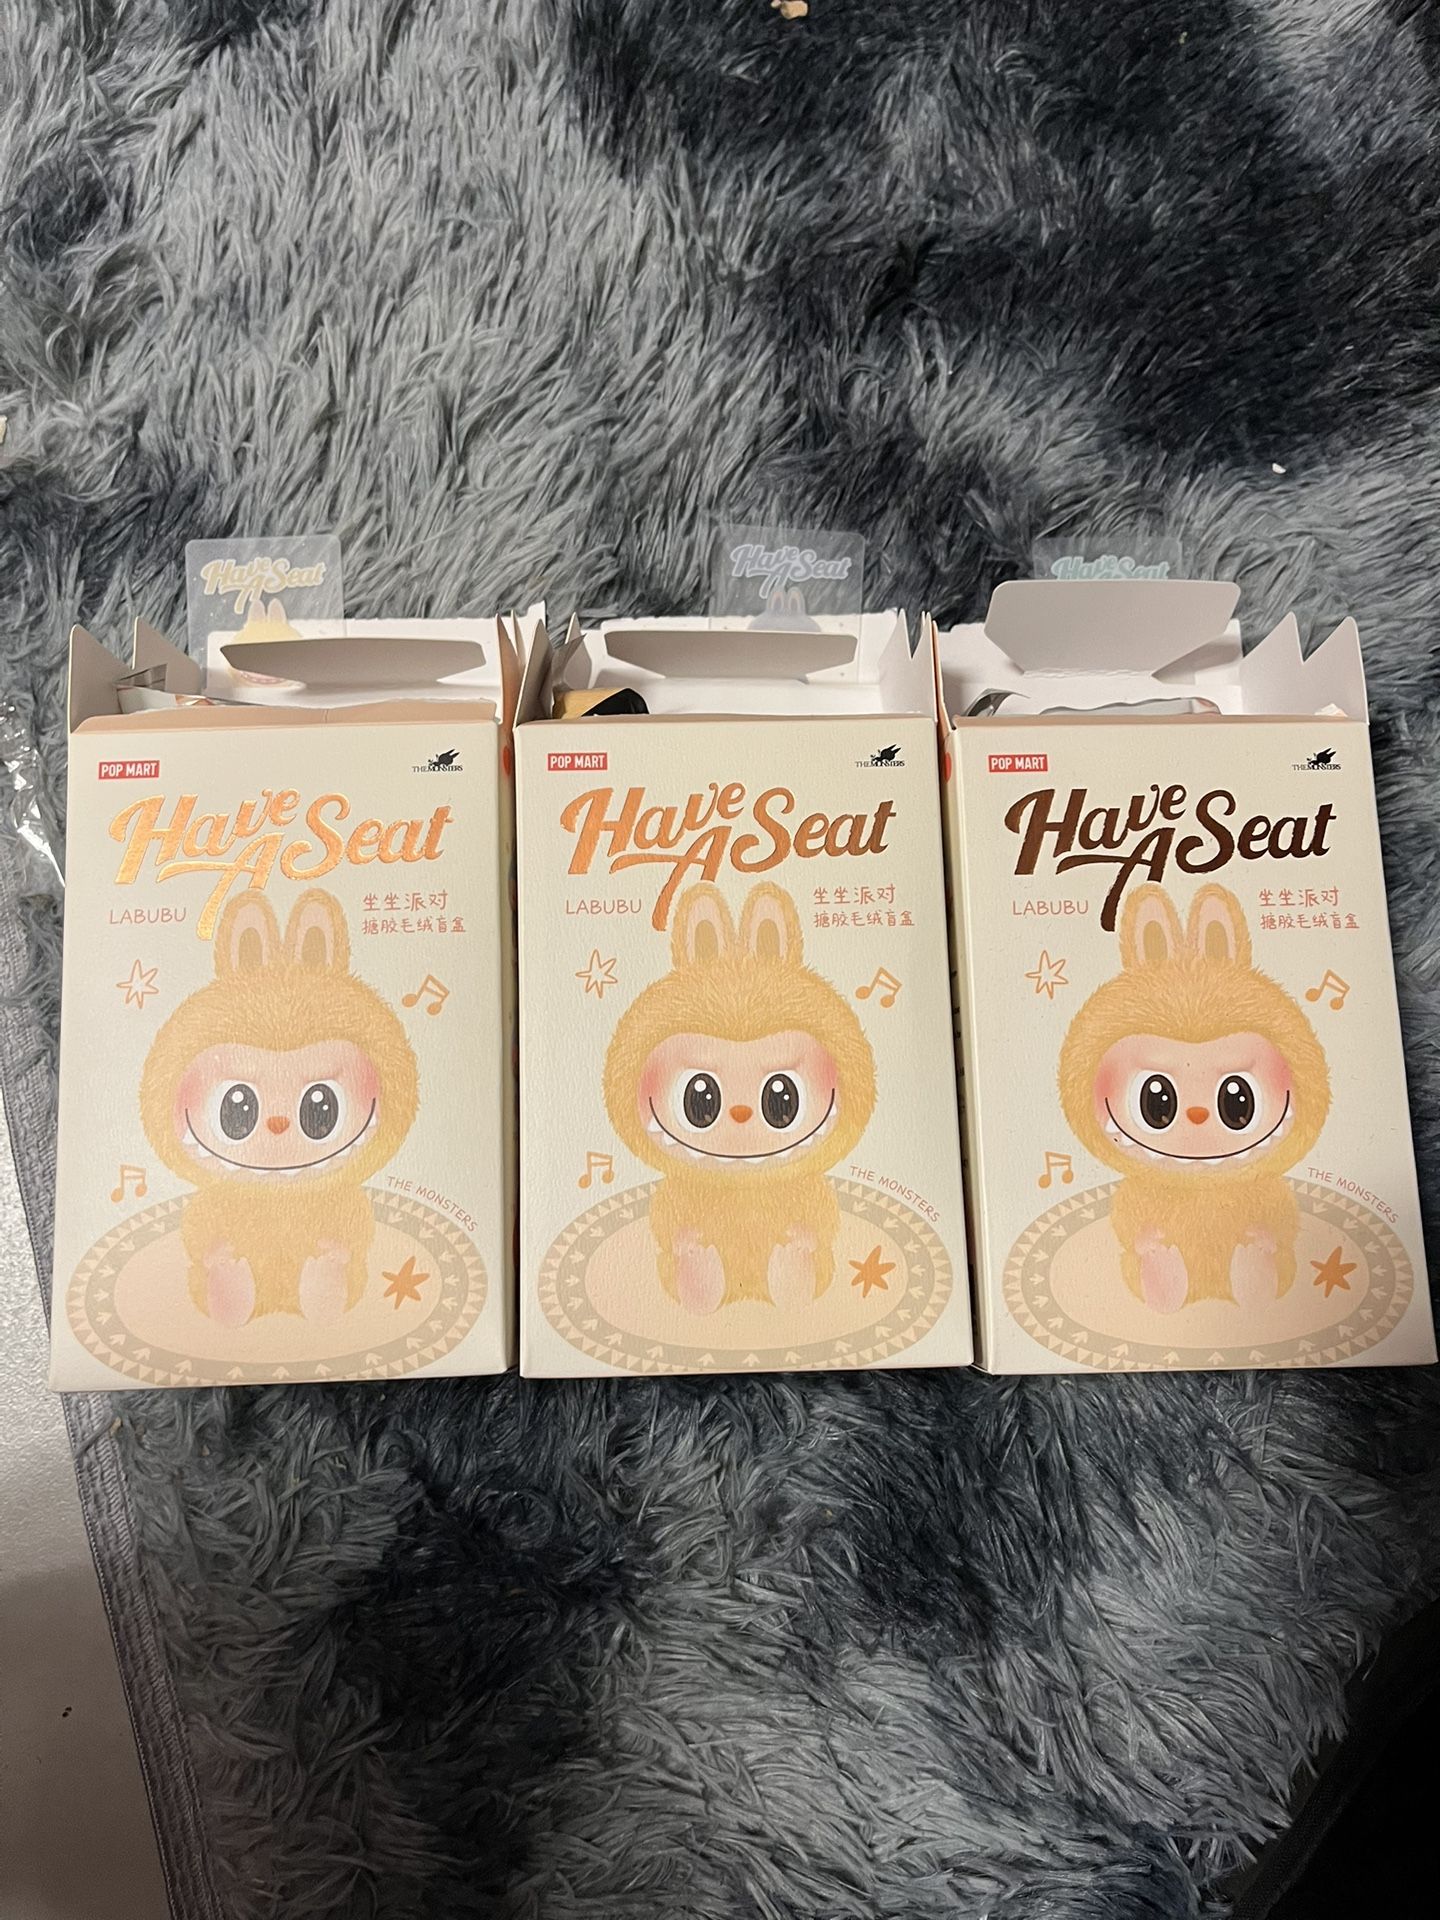 Have A Seat
Have A Seat
Have A Seat
POP MART
THE MONSTERS
Have A Seat
LABUBU
坐坐派对
搪胶毛绒盲盒
THE MONSTERS
POP MART
THE MONSTERS
Have A Seat
LABUBU
坐坐派对
搪胶毛绒盲盒
THE MONSTERS
POP MART
THE MONSTERS
Have A Seat
LABUBU
坐坐派对
搪胶毛绒盲盒
THE MONSTERS